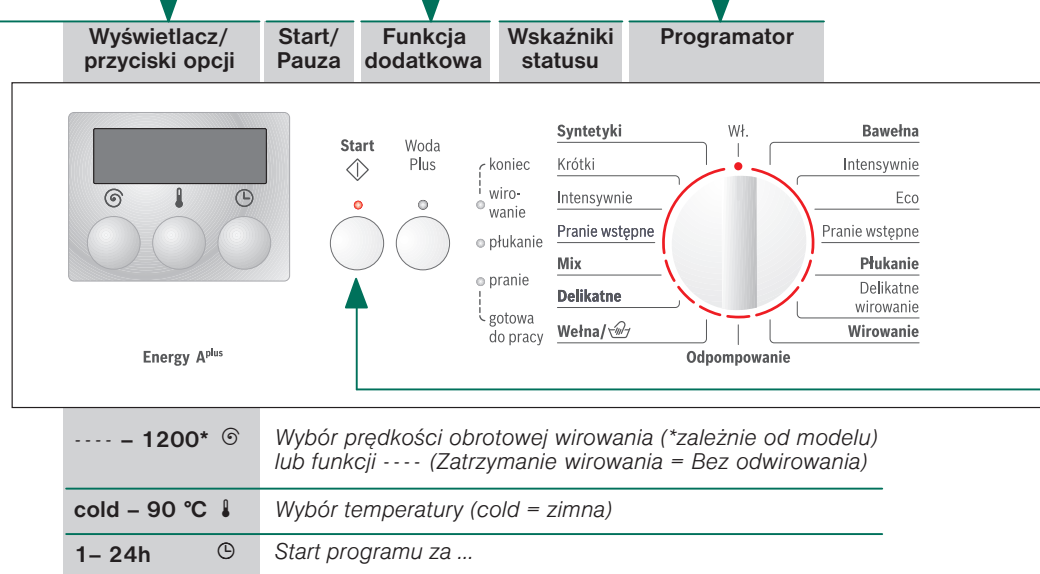 Wyświetlacz/
przyciski opcji
Start/
Pauza
Funkcja
dodatkowa
Wskaźniki
statusu
Programator
Start
Woda
Plus
koniec
wiro-
wanie
płukanie
pranie
gotowa
do pracy
Syntetyki
Krótki
Intensywnie
Pranie wstępne
Mix
Delikatne
Wełna/
Wł.
Bawełna
Intensywnie
Eco
Pranie wstępne
Płukanie
Delikatne
wirowanie
Wirowanie
Odpompowanie
Energy Aplus
---- – 1200* Wybór prędkości obrotowej wirowania (*zależnie od modelu)
lub funkcji ---- (Zatrzymanie wirowania = Bez odwirowania)
cold – 90 °C Wybór temperatury (cold = zimna)
1– 24h Start programu za ...